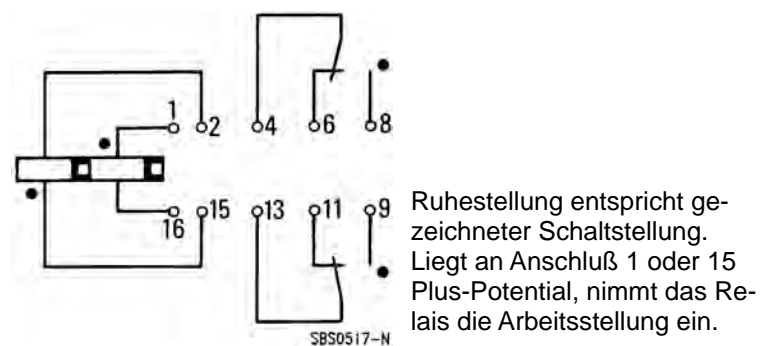 1
2
4
6
8
16
15
13
11
9
SBS0517-N
Ruhestellung entspricht ge-
zeichneter Schaltstellung.
Liegt an Anschluß 1 oder 15
Plus-Potential, nimmt das Re-
lais die Arbeitsstellung ein.